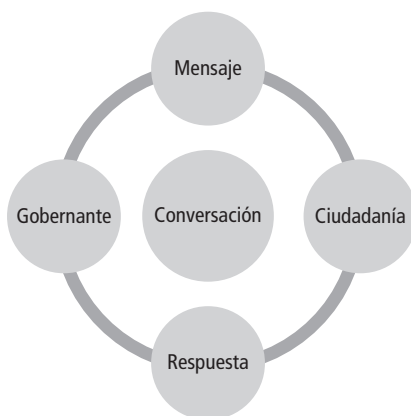 Mensaje
Gobernante
Conversación
Ciudadanía
Respuesta